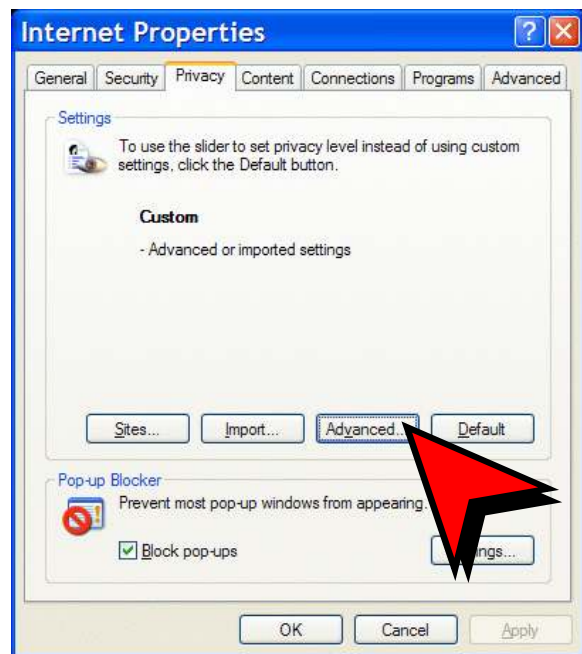 Internet Properties
General Security Privacy Content Connections Programs Advanced
Settings
To use the slider to set privacy level instead of using custom
settings, click the Default button.
Custom
- Advanced or imported settings
Sites... Import... Advanced.. Default
Pop-up Blocker
Prevent most pop-up windows from appearing.
Block pop-ups
OK Cancel Apply